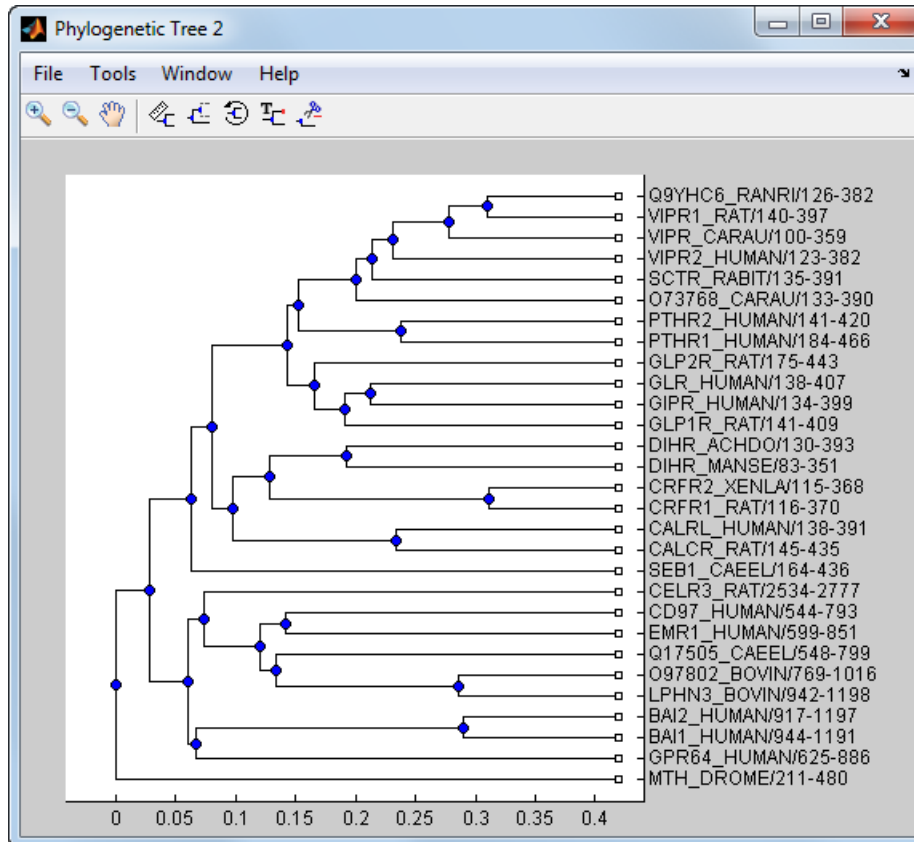 Phylogenetic Tree 2
File Tools Window Help
Q9YHC6_RANRI/126-382
VIPR1_RAT/140-397
VIPR_CARAU/100-359
VIPR2_HUMAN/123-382
SCTR_RABIT/135-391
O73768_CARAU/133-390
PTHR2_HUMAN/141-420
PTHR1_HUMAN/184-466
GLP2R_RAT/175-443
GLR_HUMAN/138-407
GIPR_HUMAN/134-399
GLP1R_RAT/141-409
DIHR_ACHDO/130-393
DIHR_MANSE/83-351
CRFR2_XENLA/115-368
CRFR1_RAT/116-370
CALRL_HUMAN/138-391
CALCR_RAT/145-435
SEB1_CAEEL/164-436
CELR3_RAT/2534-2777
CD97_HUMAN/544-793
EMR1_HUMAN/599-851
Q17505_CAEEL/548-799
O97802_BOVIN/769-1016
LPHN3_BOVIN/942-1198
BAI2_HUMAN/917-1197
BAI1_HUMAN/944-1191
GPR64_HUMAN/625-886
MTH_DROME/211-480
0 0.05 0.1 0.15 0.2 0.25 0.3 0.35 0.4